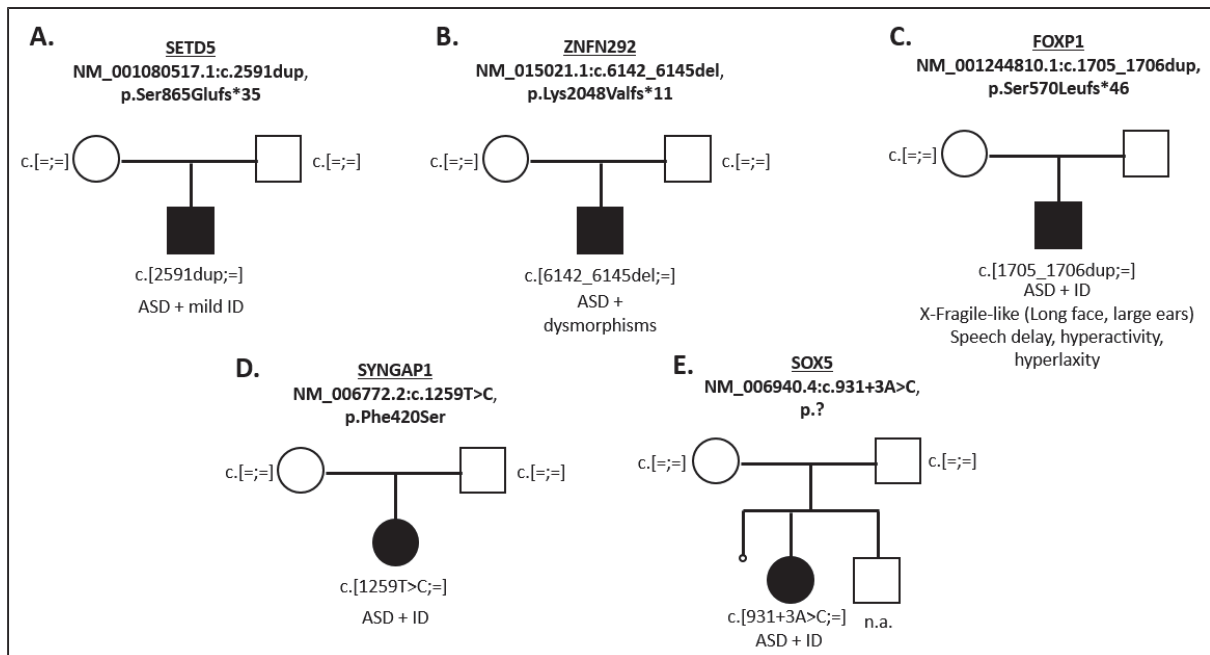 A.
SETD5
NM_001080517.1:c.2591dup,
p.Ser865Glufs*35
c.[=;=]
c.[=;=]
c.[2591dup;=]
ASD + mild ID
B.
ZNFN292
NM_015021.1:c.6142_6145del,
p.Lys2048Valfs*11
c.[=;=]
c.[=;=]
c.[6142_6145del;=]
ASD +
dysmorphisms
C.
FOXP1
NM_001244810.1:c.1705_1706dup,
p.Ser570Leufs*46
c.[=;=]
c.[1705_1706dup;=]
ASD + ID
X-Fragile-like (Long face, large ears)
Speech delay, hyperactivity,
hyperlaxity
D.
SYNGAP1
NM_006772.2:c.1259T>C,
p.Phe420Ser
c.[=;=]
c.[=;=]
c.[1259T>C;=]
ASD + ID
E.
SOX5
NM_006940.4:c.931+3A>C,
p.?
c.[=;=]
c.[=;=]
c.[931+3A>C;=]
ASD + ID
n.a.